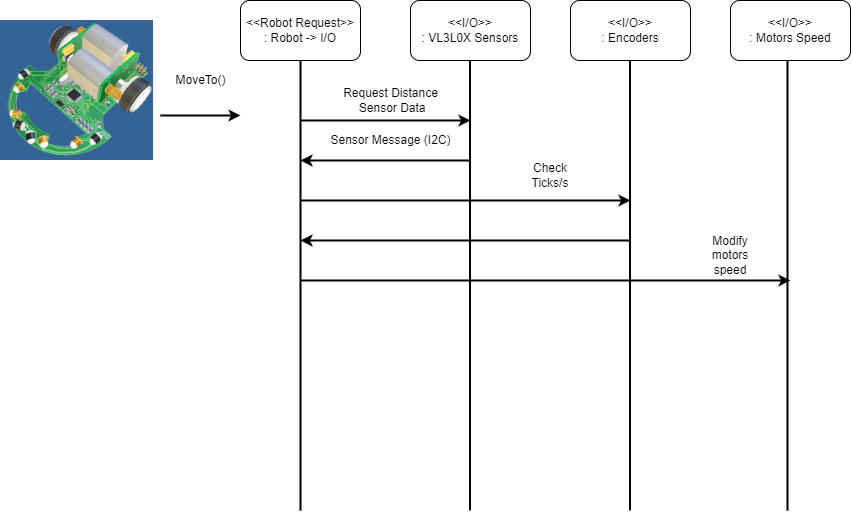 <<Robot Request>>
: Robot -> I/O
<<I/O>>
: VL3L0X Sensors
<<I/O>>
: Encoders
<<I/O>>
: Motors Speed
MoveTo()
Request Distance
Sensor Data
Sensor Message (I2C)
Check
Ticks/s
Modify
motors
speed